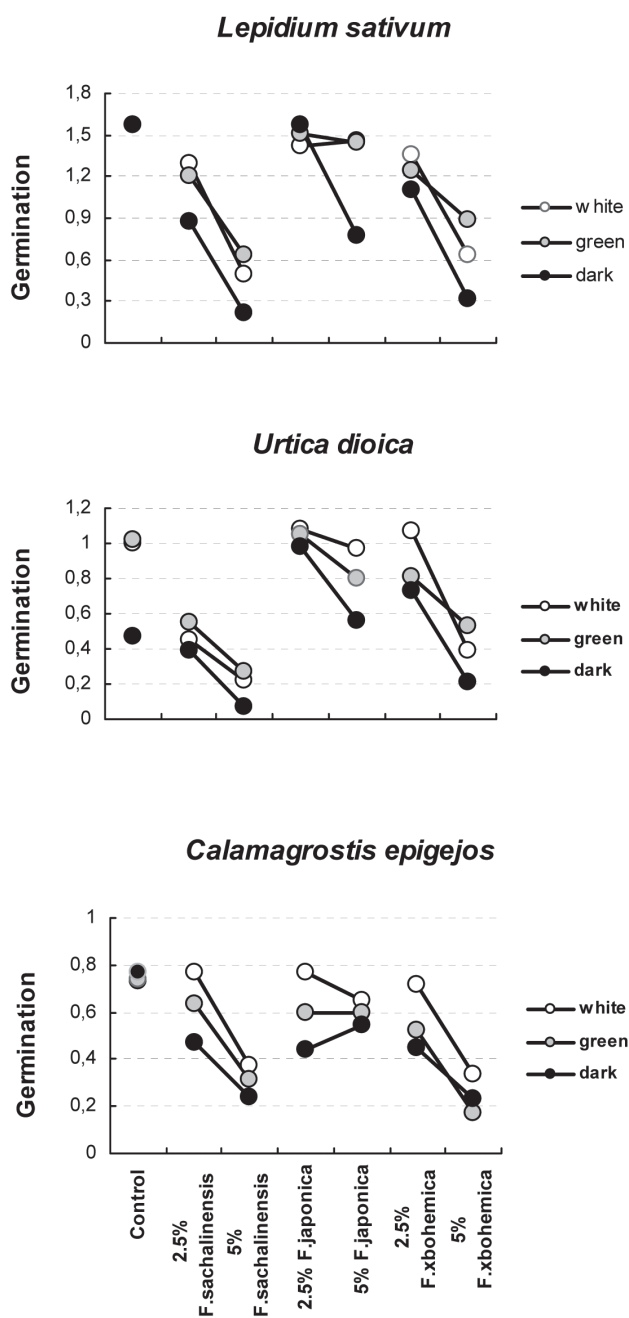 Lepidium sativum
1,8
1,5
1,2
0,9
0,6
0,3
0
Germination
white
green
dark
Urtica dioica
1,2
1
0,8
0,6
0,4
0,2
0
Germination
white
green
dark
Calamagrostis epigejos
1
0,8
0,6
0,4
0,2
0
Germination
white
green
dark
Control
2.5%
F.sachalinensis
5%
F.sachalinensis
2.5% F.japonica
5% F.japonica
2.5%
F.xbohemica
5%
F.xbohemica